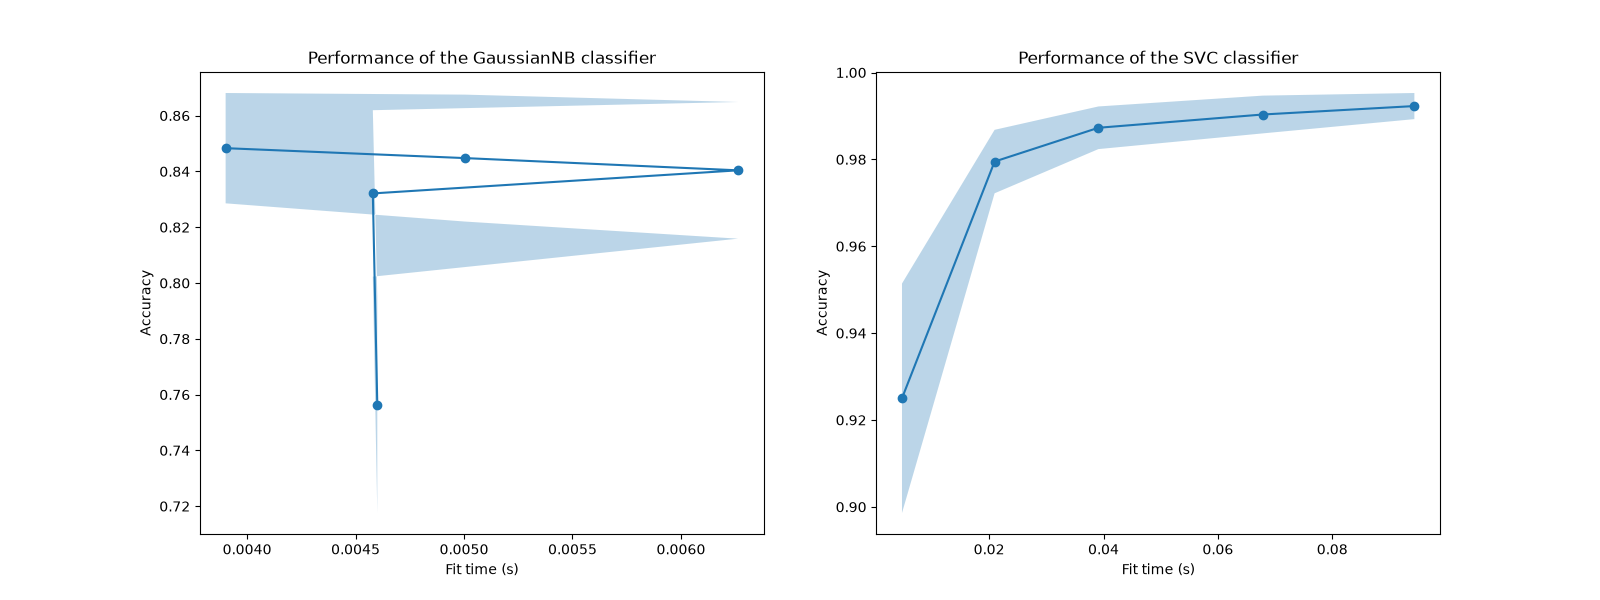 Performance of the GaussianNB classifier
Accuracy
0.86
0.84
0.82
0.80
0.78
0.76
0.74
0.72
0.0040 0.0045 0.0050 0.0055 0.0060
Fit time (s)
Performance of the SVC classifier
Accuracy
1.00
0.98
0.96
0.94
0.92
0.90
0.02 0.04 0.06 0.08
Fit time (s)